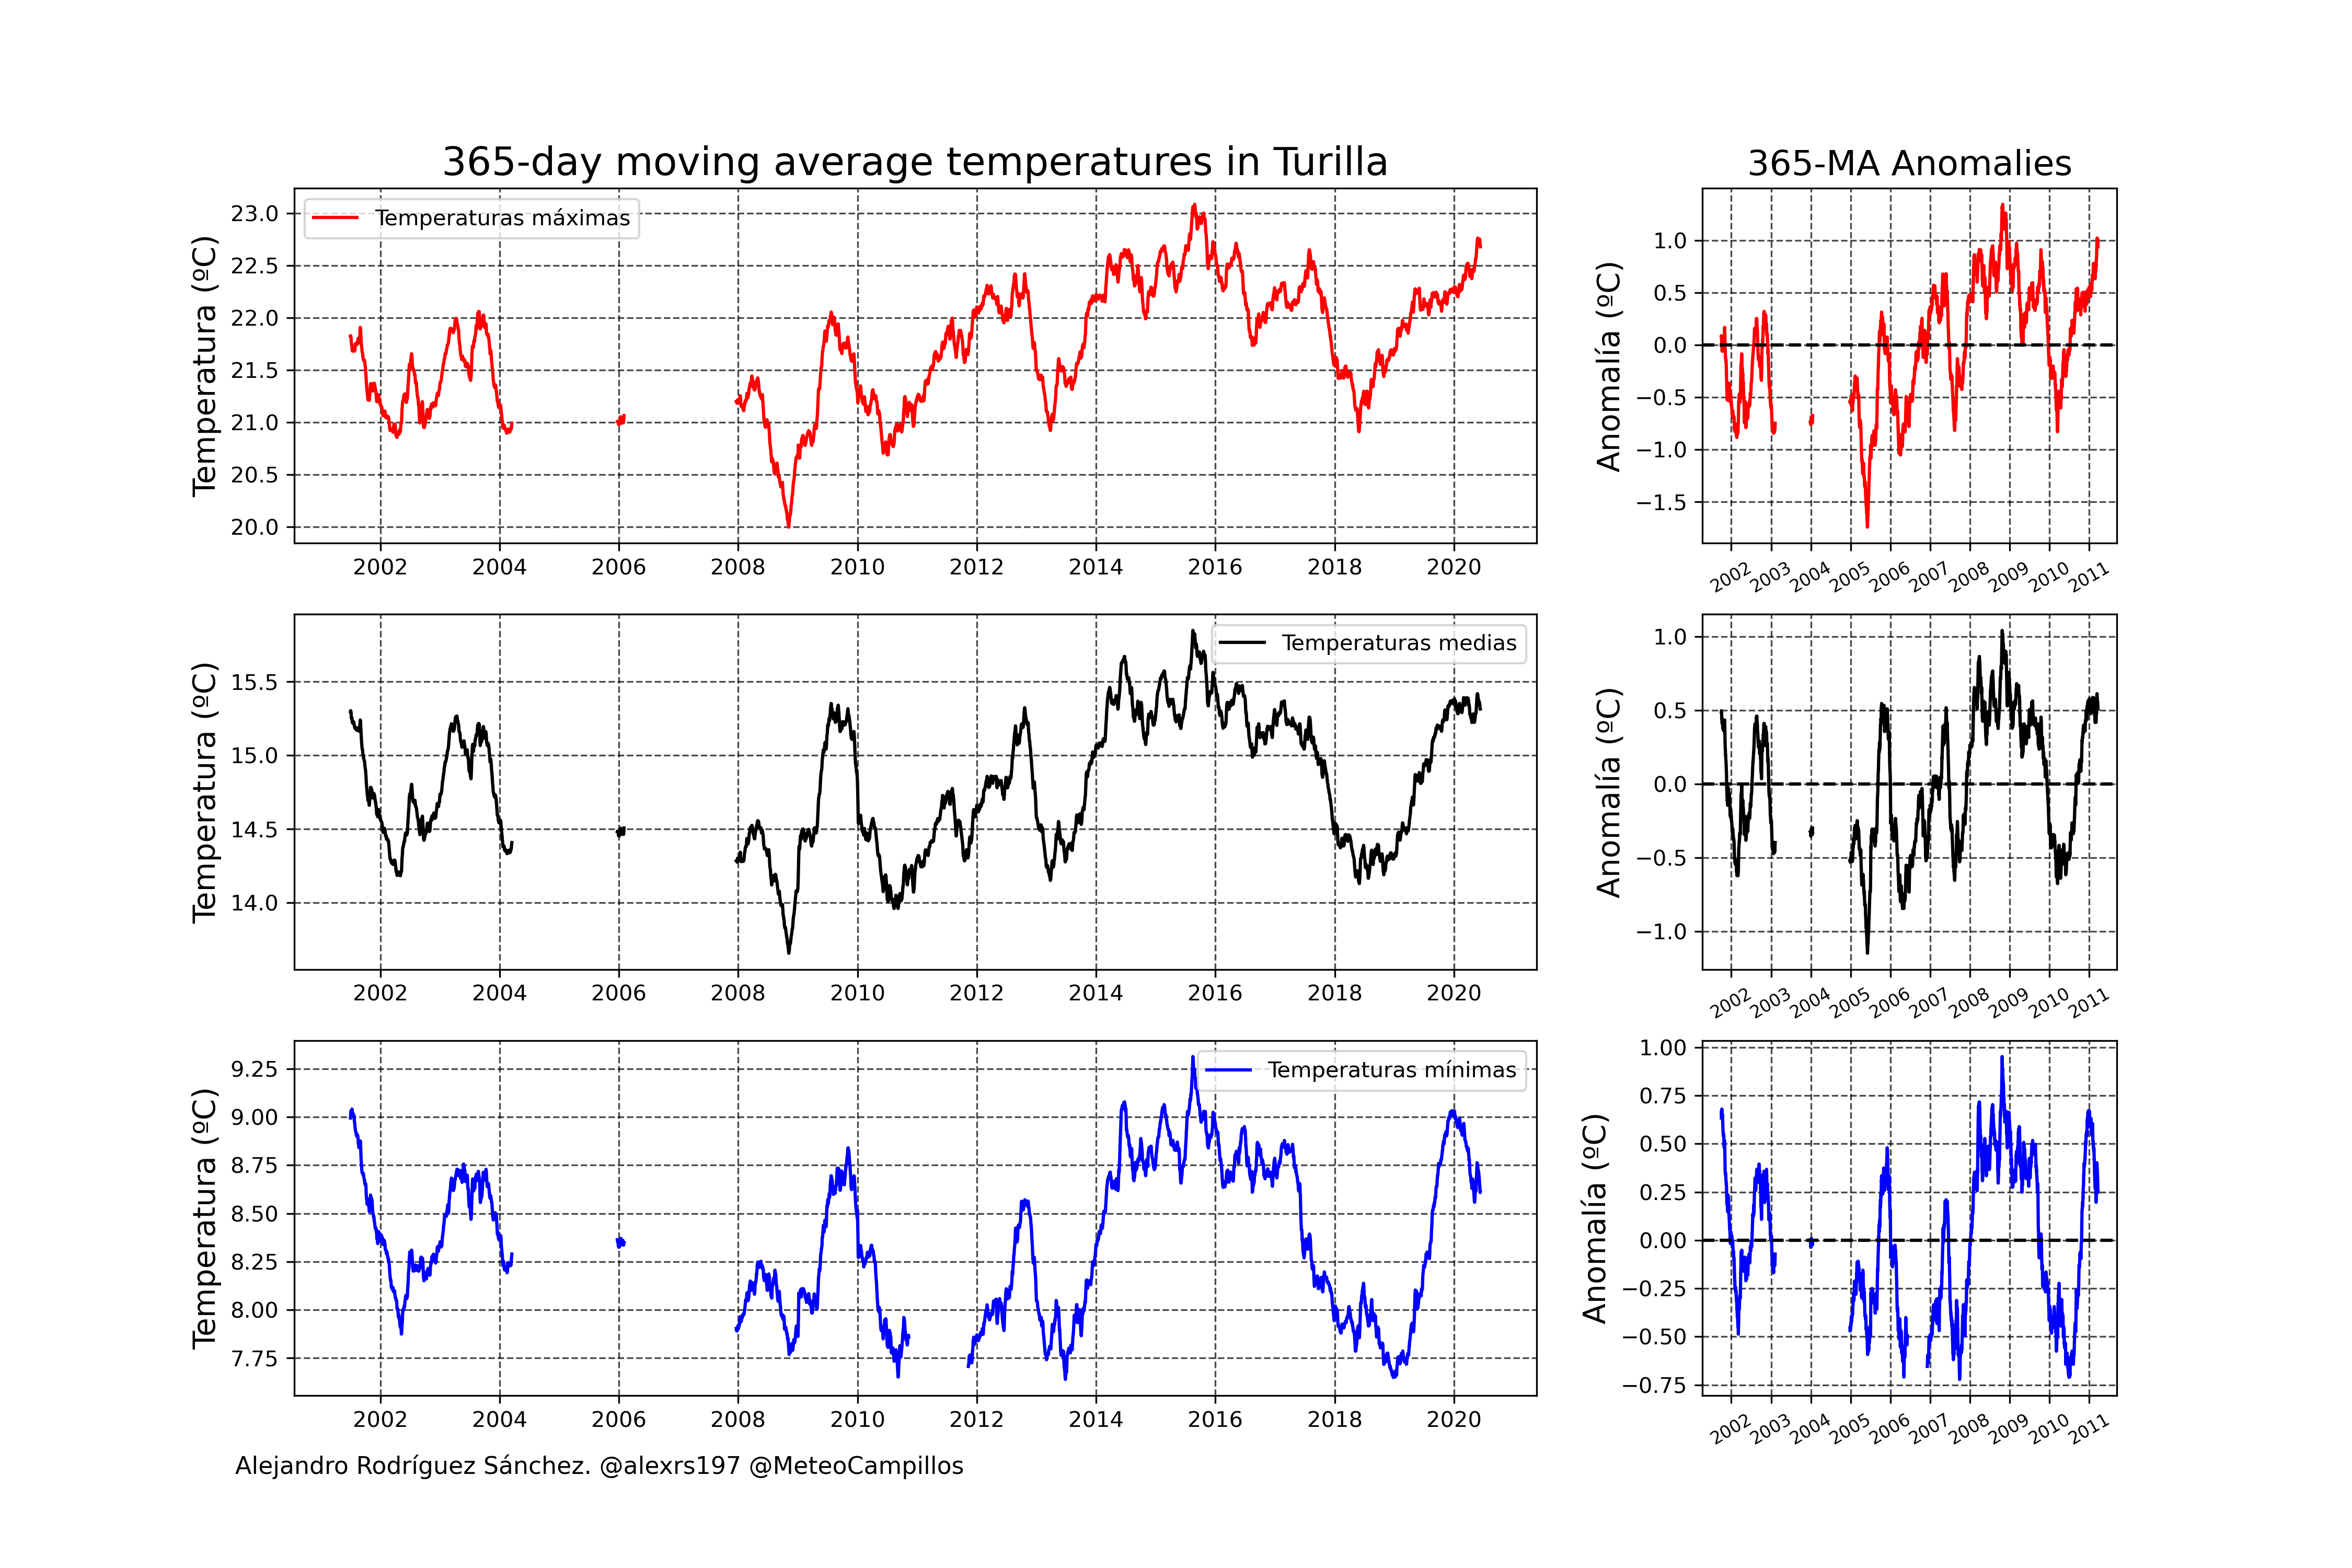 365-day moving average temperatures in Turilla
365-MA Anomalies
Temperatura (ºC)
23.0
22.5
22.0
21.5
21.0
20.5
20.0
Temperaturas máximas
2002 2004 2006 2008 2010 2012 2014 2016 2018 2020
Anomalía (ºC)
1.0
0.5
0.0
−0.5
−1.0
−1.5
2002 2003 2004 2005 2006 2007 2008 2009 2010 2011
Temperatura (ºC)
15.5
15.0
14.5
14.0
Temperaturas medias
2002 2004 2006 2008 2010 2012 2014 2016 2018 2020
Anomalía (ºC)
1.0
0.5
0.0
−0.5
−1.0
2002 2003 2004 2005 2006 2007 2008 2009 2010 2011
Temperatura (ºC)
9.25
9.00
8.75
8.50
8.25
8.00
7.75
Temperaturas mínimas
2002 2004 2006 2008 2010 2012 2014 2016 2018 2020
Anomalía (ºC)
1.00
0.75
0.50
0.25
0.00
−0.25
−0.50
−0.75
2002 2003 2004 2005 2006 2007 2008 2009 2010 2011
Alejandro Rodríguez Sánchez. @alexrs197 @MeteoCampillos